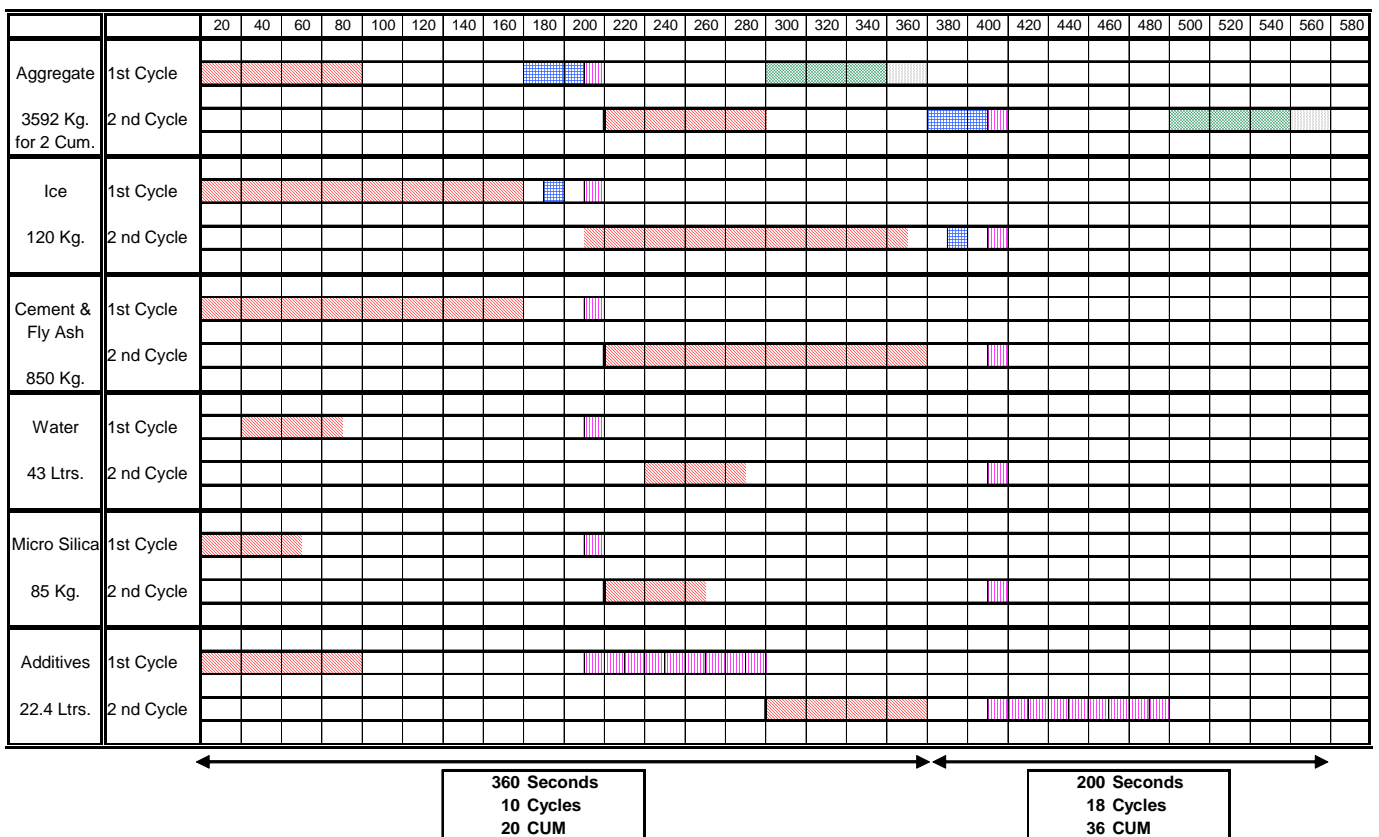 20 40 60 80 100 120 140 160 180 200 220 240 260 280 300 320 340 360 380 400 420 440 460 480 500 520 540 560 580
Aggregate 1st Cycle
3592 Kg. 2 nd Cycle
for 2 Cum.
Ice 1st Cycle
120 Kg. 2 nd Cycle
Cement & 1st Cycle
Fly Ash
2 nd Cycle
850 Kg.
Water 1st Cycle
43 Ltrs. 2 nd Cycle
Micro Silica 1st Cycle
85 Kg. 2 nd Cycle
Additives 1st Cycle
22.4 Ltrs. 2 nd Cycle
360 Seconds 200 Seconds
10 Cycles 18 Cycles
20 CUM 36 CUM